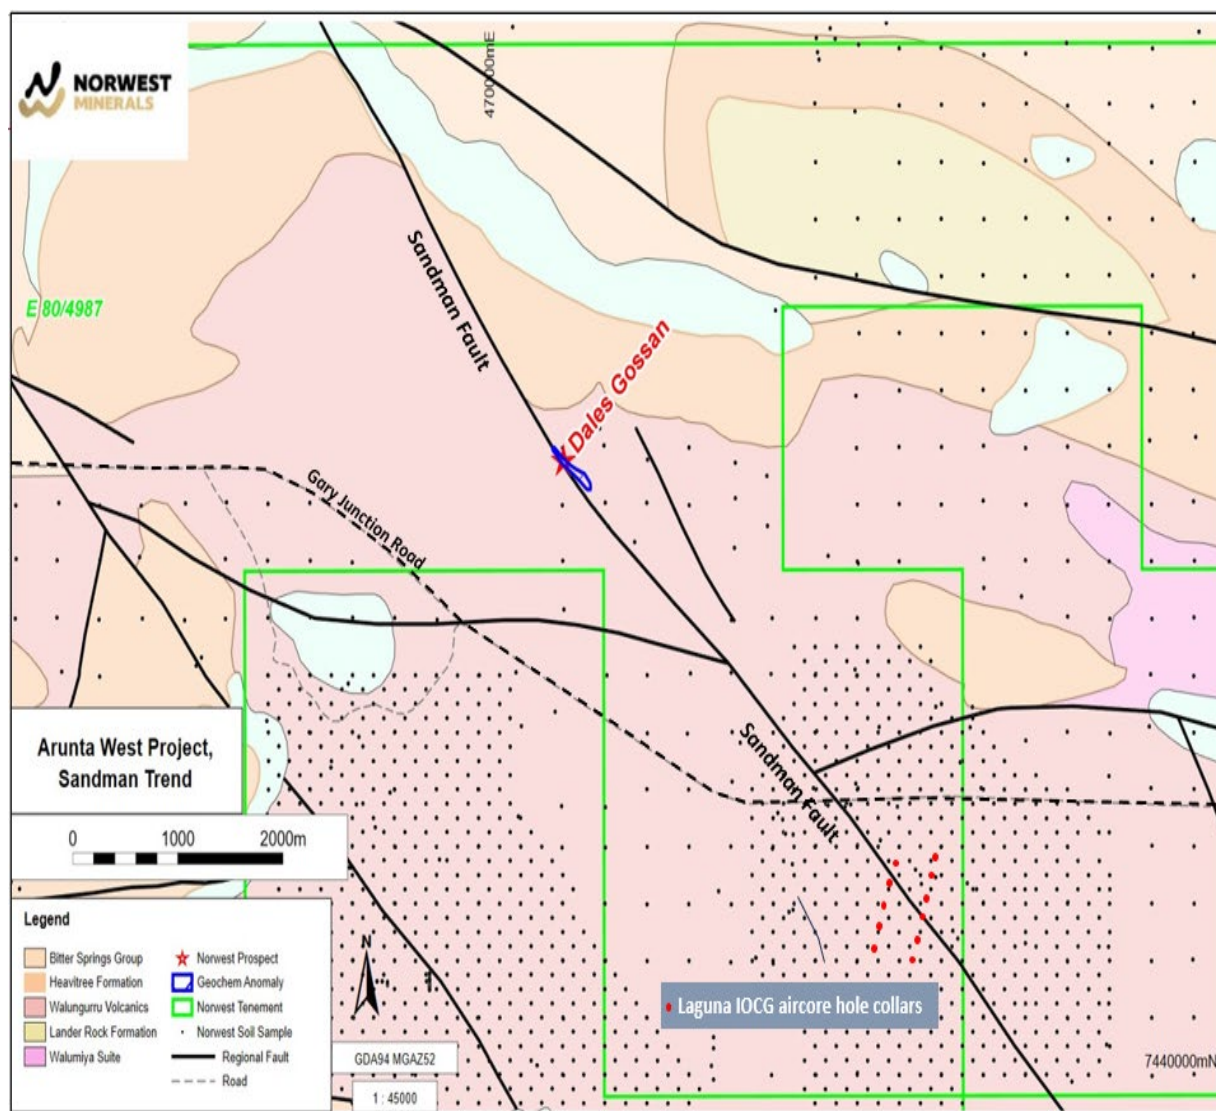 NORWEST
MINERALS
470000mE
Sandman Fault
E 80/4987
Dales Gossan
Gary Junction Road
Sandman Fault
Arunta West Project,
Sandman Trend
0 1000 2000m
Legend
Bitter Springs Group
Heavitree Formation
Walungurru Volcanics
Lander Rock Formation
Walumiya Suite
Norwest Prospect
Geochem Anomaly
Norwest Tenement
Norwest Soil Sample
Regional Fault
Road
N
GDA94 MGAZ52
1 : 45000
Laguna IOCG aircore hole collars
7440000mN